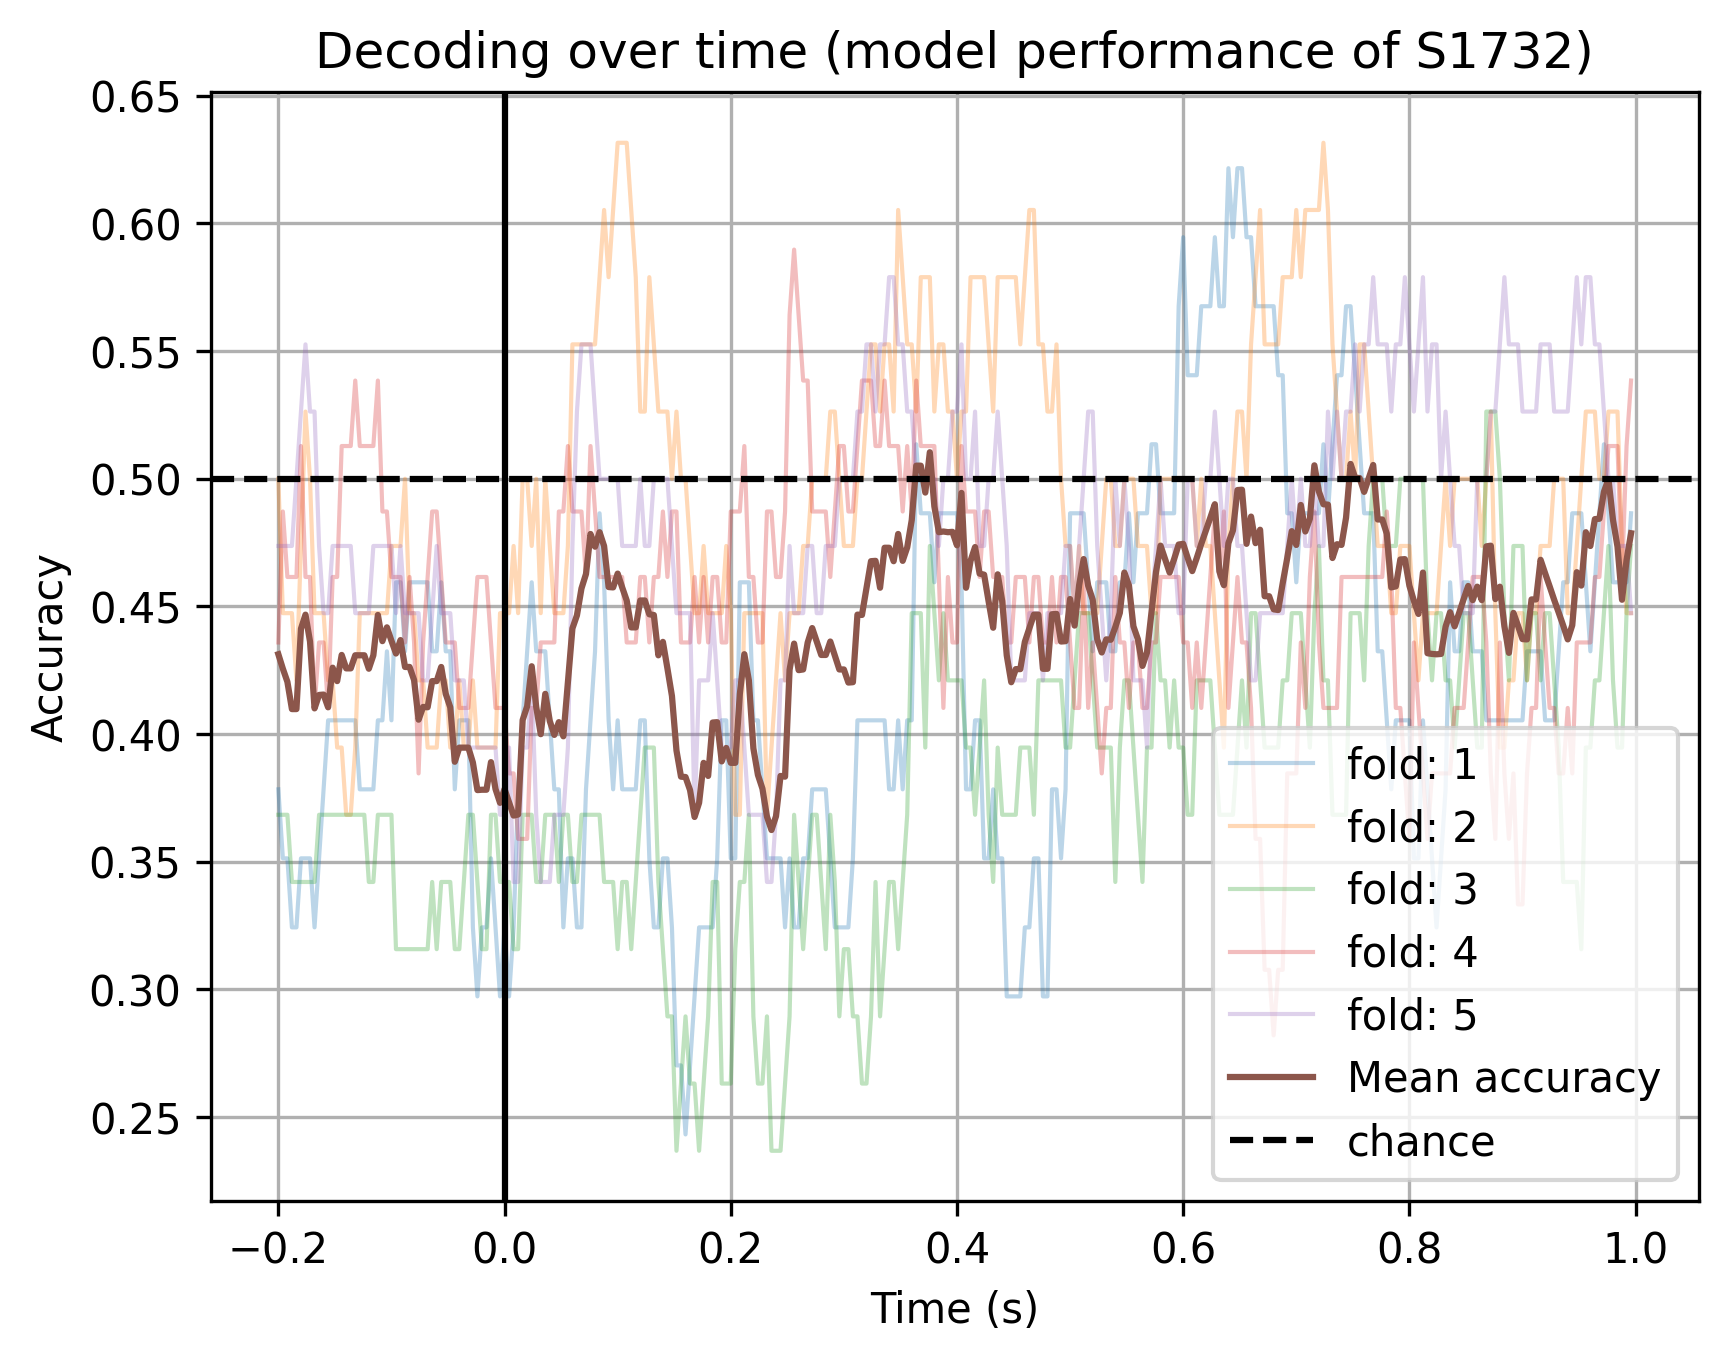 Decoding over time (model performance of S1732)
0.65
0.60
0.55
0.50
0.45
0.40
0.35
0.30
0.25
Accuracy
fold: 1
fold: 2
fold: 3
fold: 4
fold: 5
Mean accuracy
chance
−0.2 0.0 0.2 0.4 0.6 0.8 1.0
Time (s)